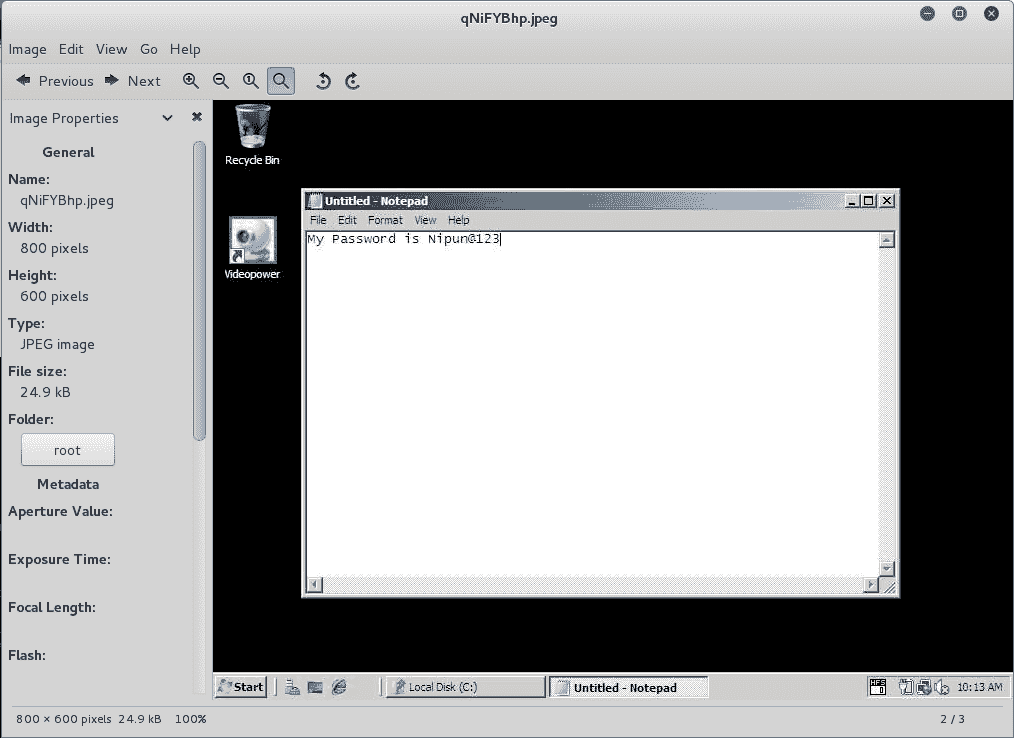 qNiFYBhp.jpeg
Image Edit View Go Help
Previous Next
Image Properties
General
Name:
qNiFYBhp.jpeg
Width:
800 pixels
Height:
600 pixels
Type:
JPEG image
File size:
24.9 kB
Folder:
root
Metadata
Aperture Value:
Exposure Time:
Focal Length:
Flash:
Recycle Bin
Videopower
Untitled - Notepad
File Edit Format View Help
My Password is Nipun@123
Start
Local Disk (C:)
Untitled - Notepad
HFS
10:13 AM
800 × 600 pixels 24.9 kB 100%
2 / 3